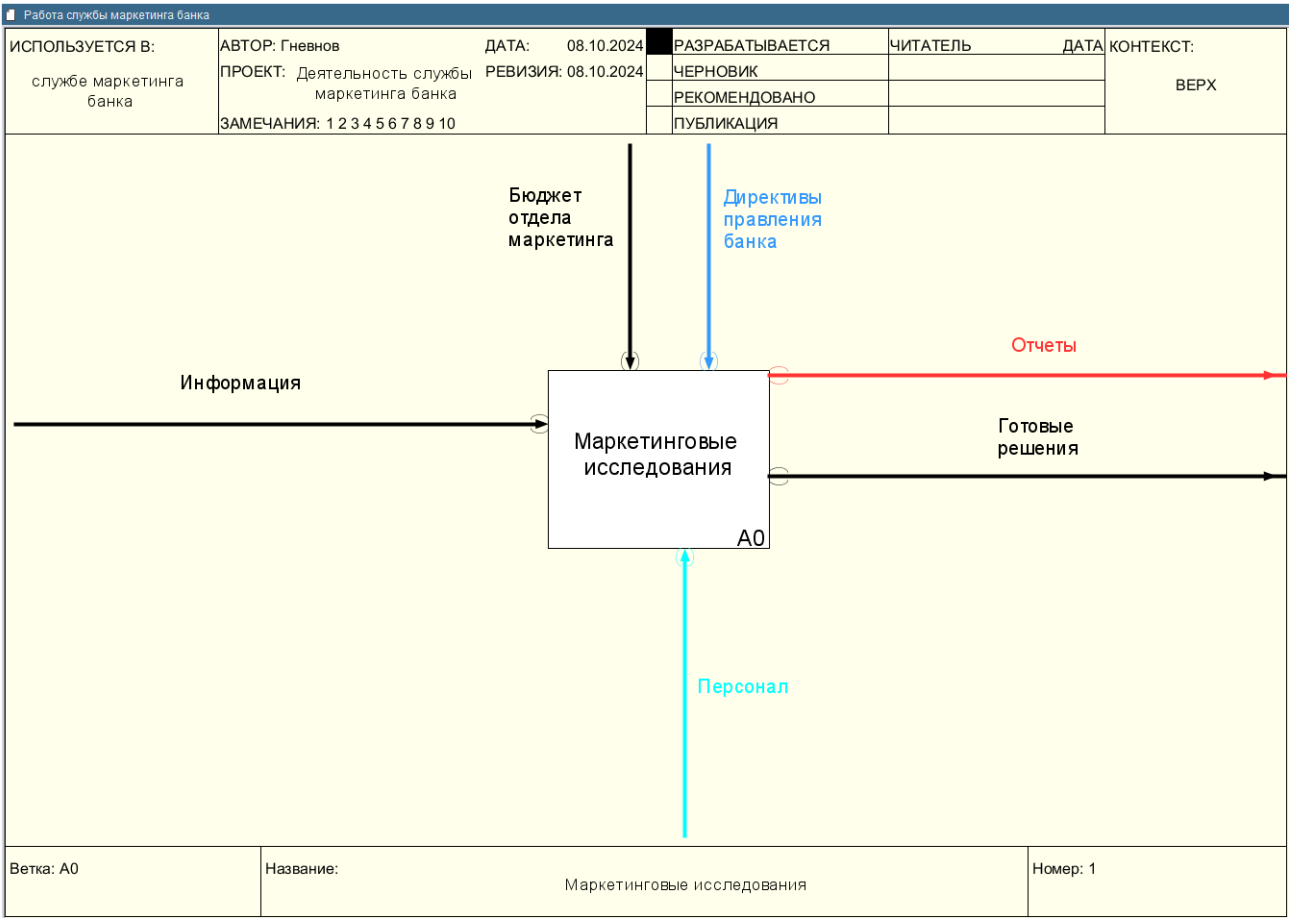 Работа службы маркетинга банка
ИСПОЛЬЗУЕТСЯ В:
службе маркетинга
банка
АВТОР: Гневнов
ДАТА: 08.10.2024
ПРОЕКТ: Деятельность службы
маркетинга банка
РЕВИЗИЯ: 08.10.2024
ЗАМЕЧАНИЯ: 1 2 3 4 5 6 7 8 9 10
РАЗРАБАТЫВАЕТСЯ
ЧЕРНОВИК
РЕКОМЕНДОВАНО
ПУБЛИКАЦИЯ
ЧИТАТЕЛЬ ДАТА
КОНТЕКСТ:
ВЕРХ
Бюджет
отдела
маркетинга
Директивы
правления
банка
Отчеты
Информация
Готовые
решения
Маркетинговые
исследования
A0
Персонал
Ветка: A0
Название:
Маркетинговые исследования
Номер: 1